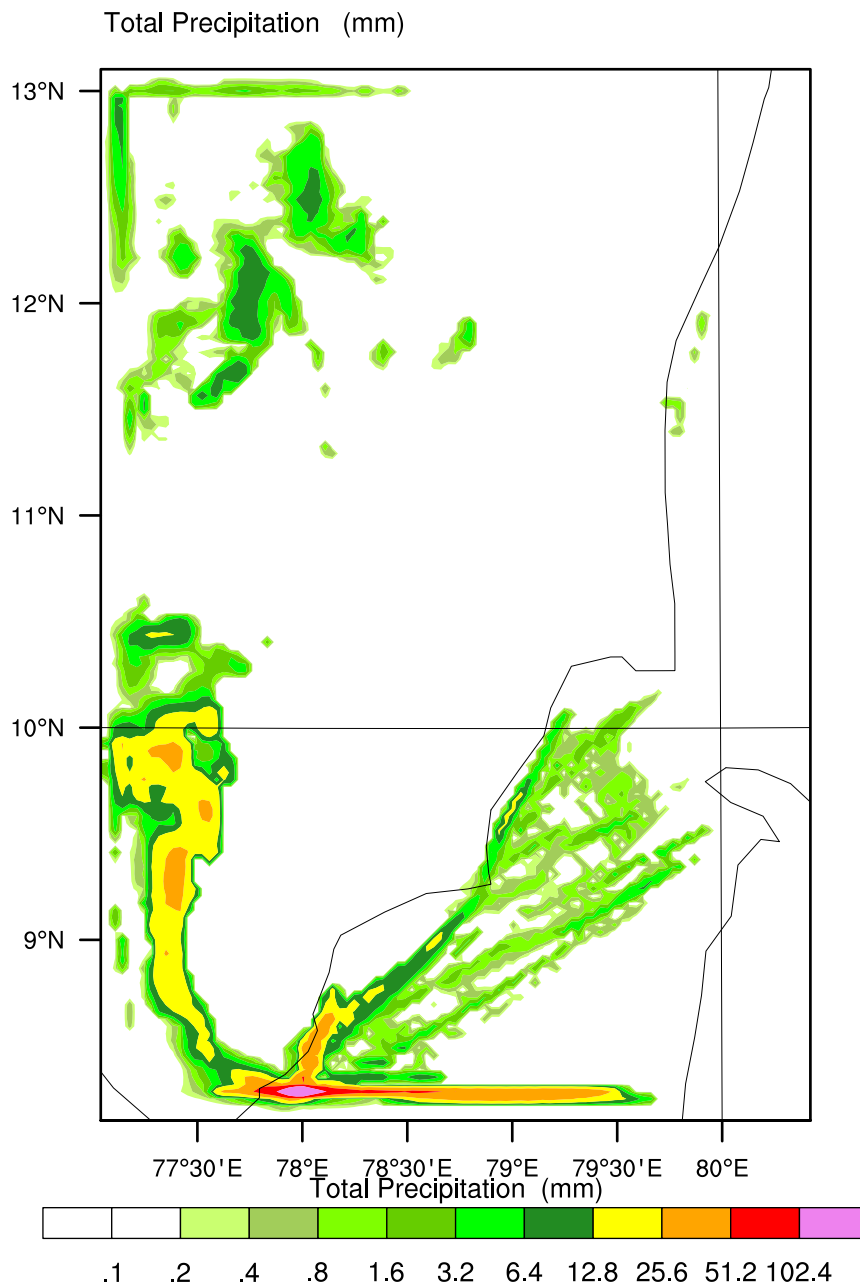 Total Precipitation (mm)
13°N
12°N
11°N
10°N
9°N
77°30'E 78°E 78°30'E 79°E 79°30'E 80°E
Total Precipitation (mm)
.1 .2 .4 .8 1.6 3.2 6.4 12.8 25.6 51.2 102.4